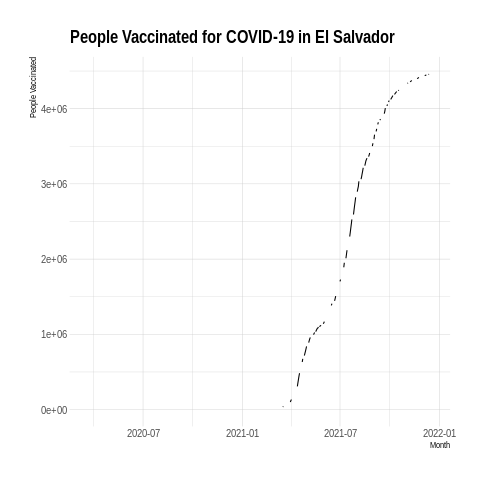 People Vaccinated for COVID-19 in El Salvador
People Vaccinated
4e+06
3e+06
2e+06
1e+06
0e+00
2020-07 2021-01 2021-07 2022-01
Month